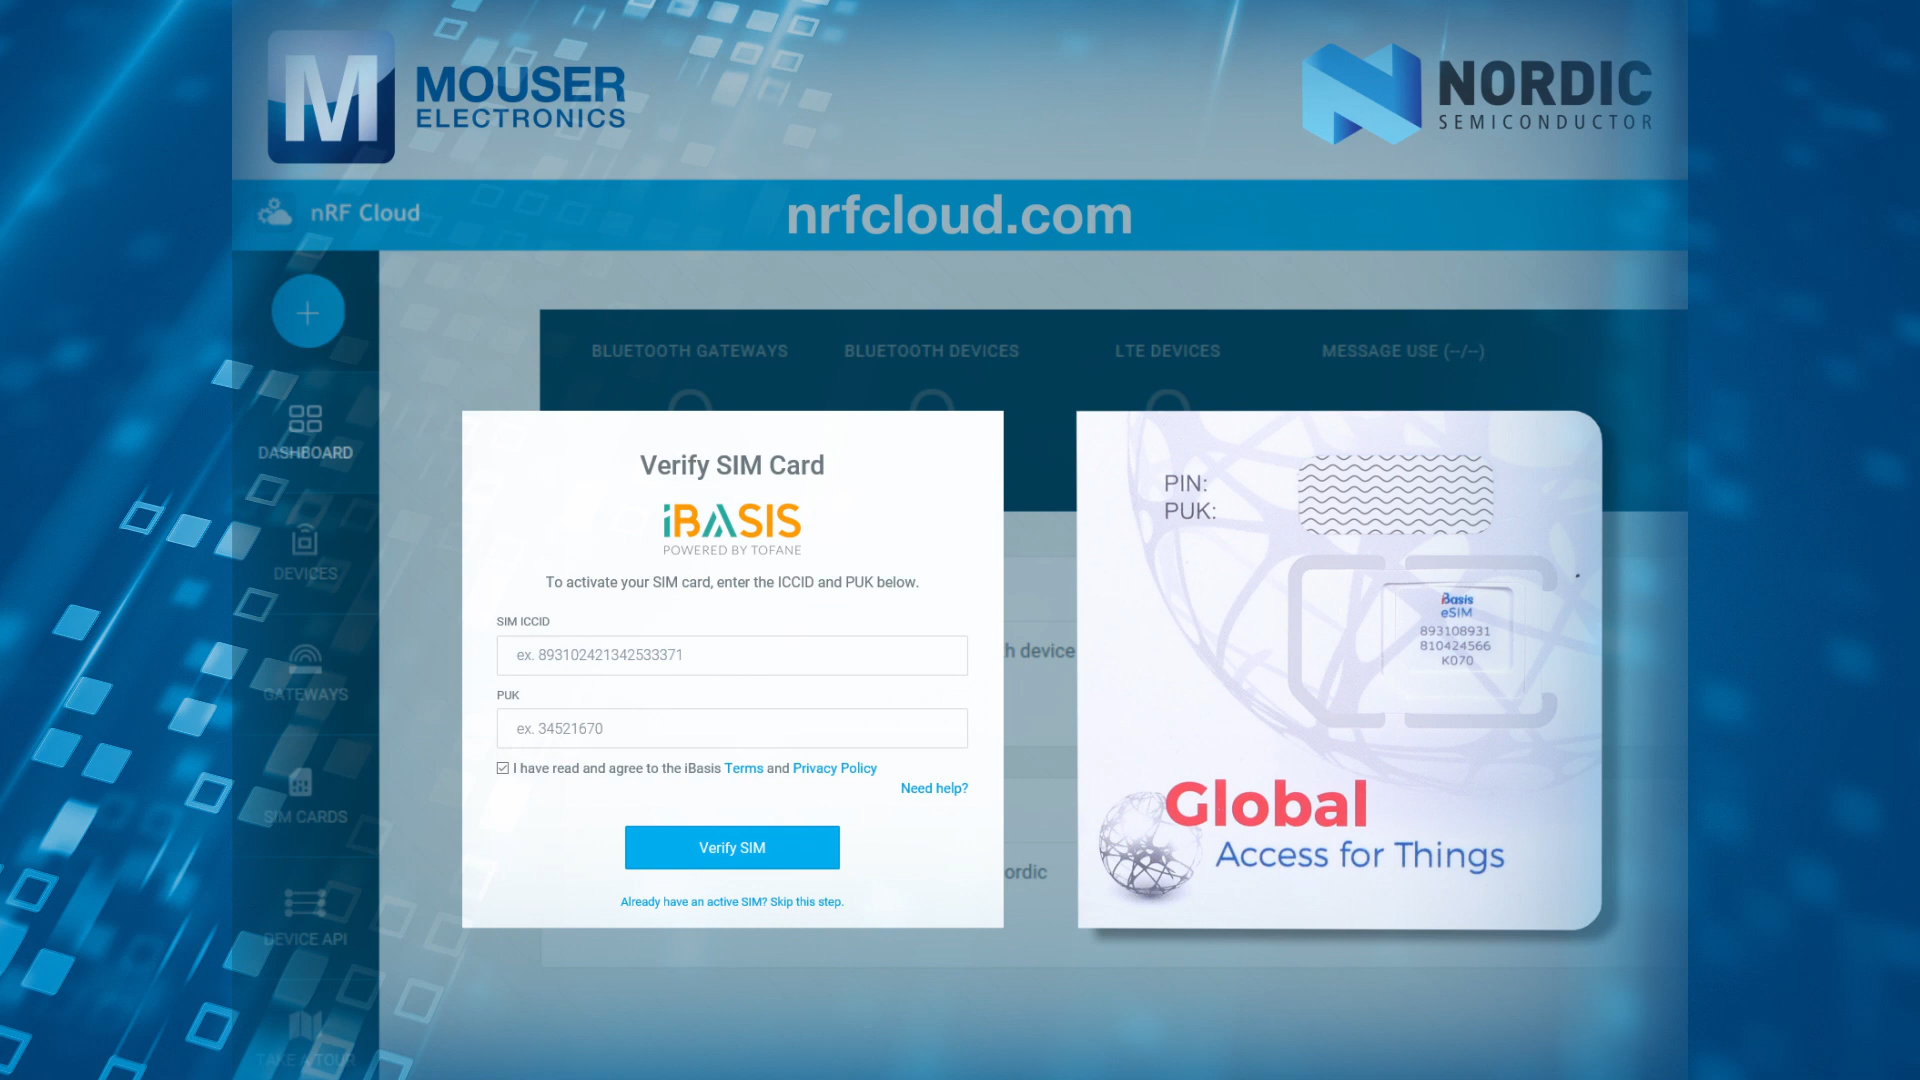 M MOUSER
ELECTRONICS
NORDIC
SEMICONDUCTOR
nRF Cloud
nrfcloud.com
BLUETOOTH GATEWAYS
BLUETOOTH DEVICES
LTE DEVICES
MESSAGE USE (--/--)
DASHBOARD
DEVICES
GATEWAYS
SIM CARDS
DEVICE API
TAKE A TOUR
Verify SIM Card
iBASIS
POWERED BY TOFANE
To activate your SIM card, enter the ICCID and PUK below.
SIM ICCID
ex. 893102421342533371
PUK
ex. 34521670
I have read and agree to the iBasis Terms and Privacy Policy
Need help?
Verify SIM
Already have an active SIM? Skip this step.
h device
ordic
PIN:
PUK:
iBasis
eSIM
893108931
810424566
K070
Global
Access for Things